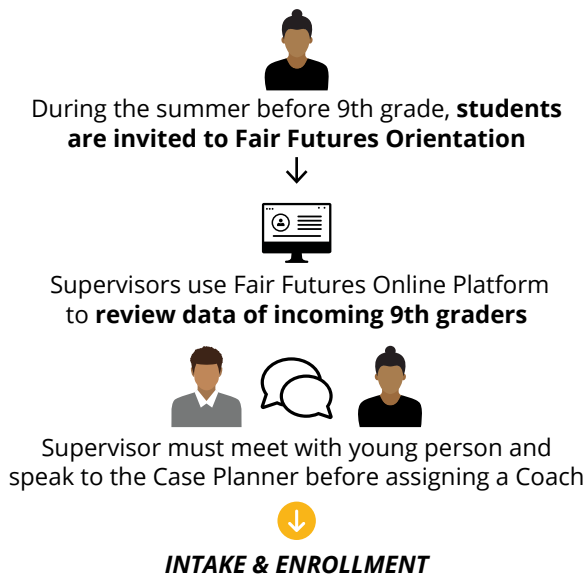 During the summer before 9th grade, students
are invited to Fair Futures Orientation
Supervisors use Fair Futures Online Platform
to review data of incoming 9th graders
Supervisor must meet with young person and
speak to the Case Planner before assigning a Coach
INTAKE & ENROLLMENT